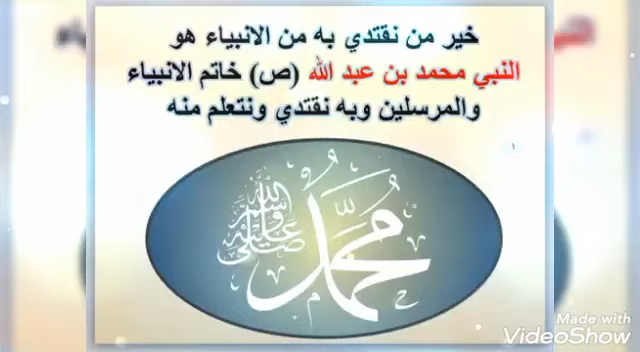 خير من نقتدي به من الانبياء هو
النبي محمد بن عبد الله (ص) خاتم الانبياء
والمرسلين وبه نقتدي ونتعلم منه
محمد
صلى الله عليه وسلم
Made with
VideoShow